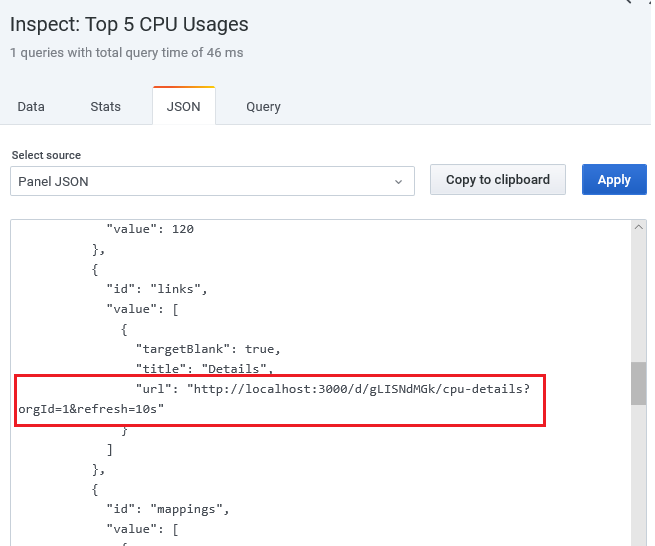 Inspect: Top 5 CPU Usages
1 queries with total query time of 46 ms
Data Stats JSON Query
Select source
Panel JSON Copy to clipboard Apply
"value": 120
},
{
"id": "links",
"value": [
{
"targetBlank": true,
"title": "Details",
"url": "http://localhost:3000/d/gLISNdMGk/cpu-details?
orgId=1&refresh=10s"
}
]
},
{
"id": "mappings",
"value": [
{